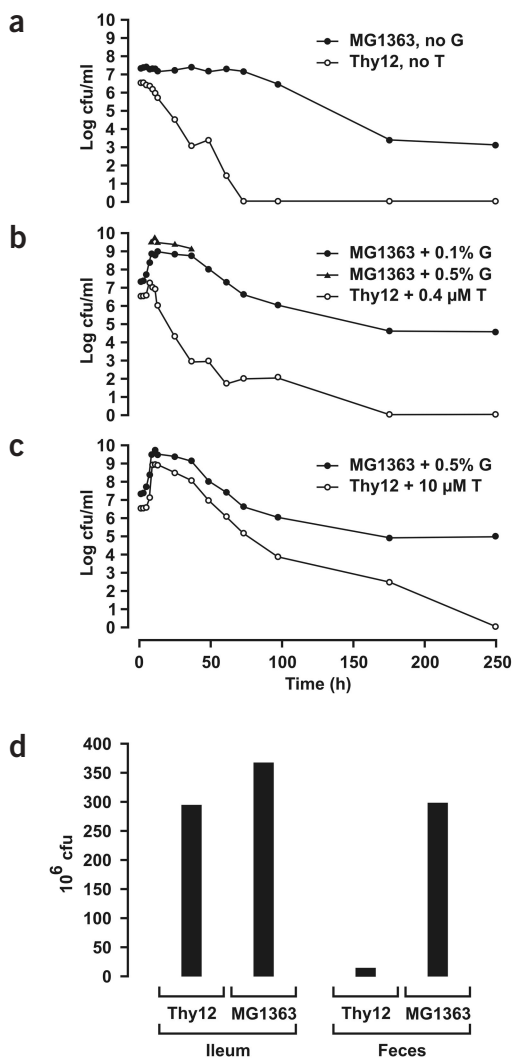 a
10
9
8
7
6
5
4
3
2
1
0
Log cfu/ml
MG1363, no G
Thy12, no T
b
10
9
8
7
6
5
4
3
2
1
0
Log cfu/ml
MG1363 + 0.1% G
MG1363 + 0.5% G
Thy12 + 0.4 µM T
c
10
9
8
7
6
5
4
3
2
1
0
Log cfu/ml
MG1363 + 0.5% G
Thy12 + 10 µM T
0 50 100 150 200 250
Time (h)
d
400
350
300
250
200
150
100
50
0
10⁶ cfu
Thy12 MG1363 Thy12 MG1363
Ileum Feces